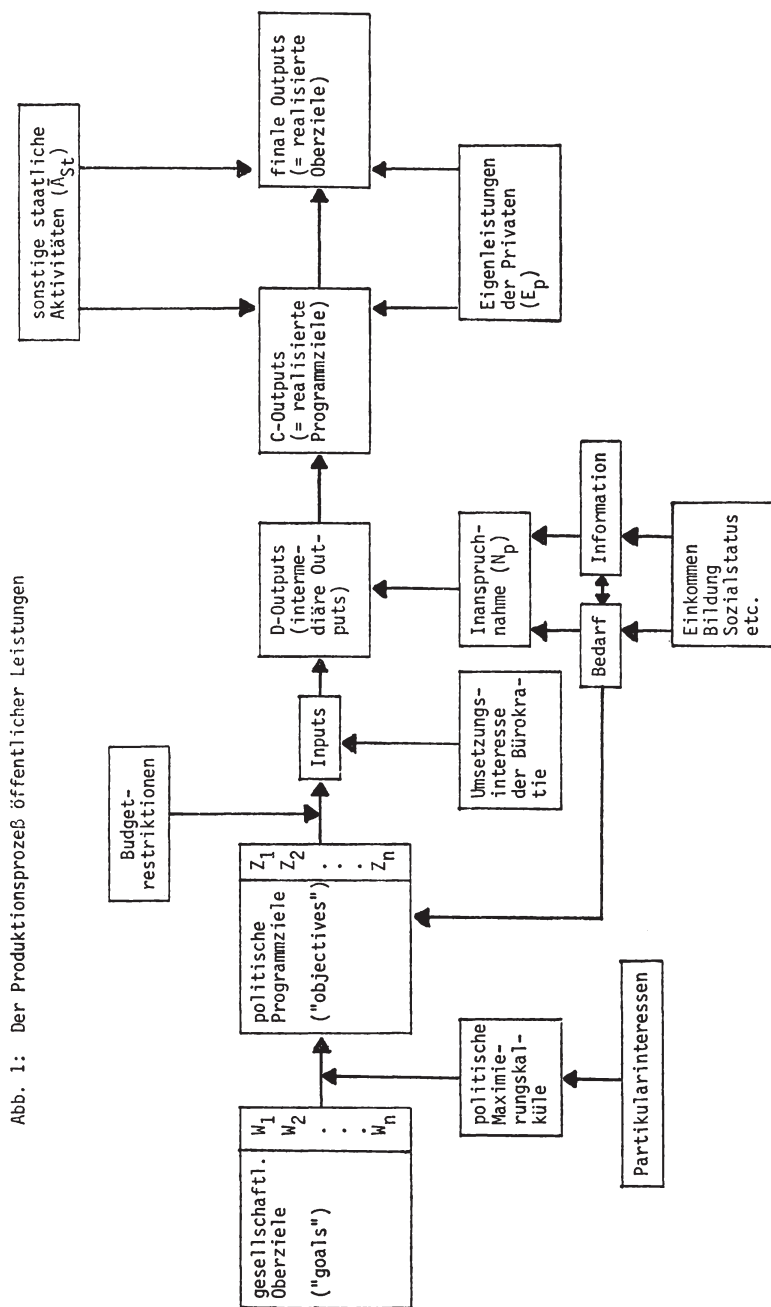 Abb. 1: Der Produktionsprozeß öffentlicher Leistungen
gesellschaftl.
Oberziele
("goals")
W1
W2
. . .
Wn
politische
Maximie-
rungskal-
küle
Partikularinteressen
politische
Programmziele
("objectives")
Z1
Z2
. . .
Zn
Budget-
restriktionen
Inputs
Umsetzungs-
interesse
der Bürokra-
tie
D-Outputs
(interme-
diäre Out-
puts)
Inanspruch-
nahme (Np)
Bedarf
Information
Einkommen
Bildung
Sozialstatus
etc.
C-Outputs
(= realisierte
Programmziele)
sonstige staatliche
Aktivitäten (ĀSt)
finale Outputs
(= realisierte
Oberziele)
Eigenleistungen
der Privaten
(Ep)